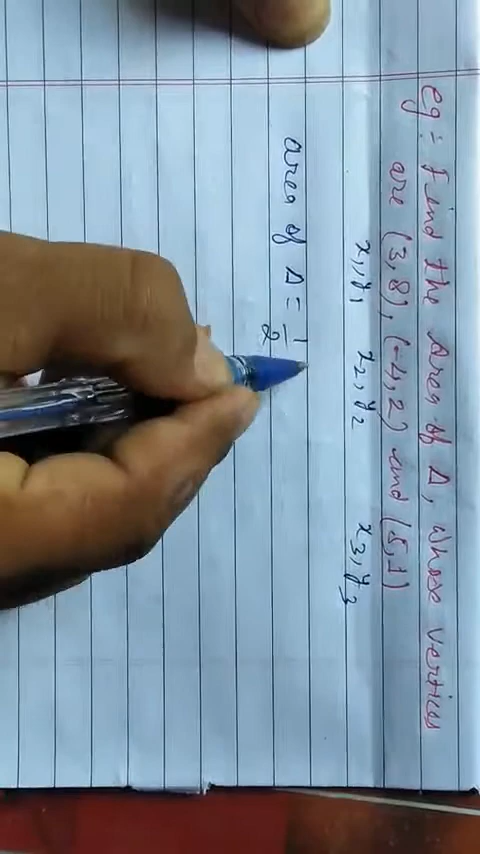 eg: Find the area of Δ, whose vertices
are (3,8), (-4,2) and (5,1)
x₁,y₁ x₂,y₂ x₃,y₃
area of Δ = 1/2